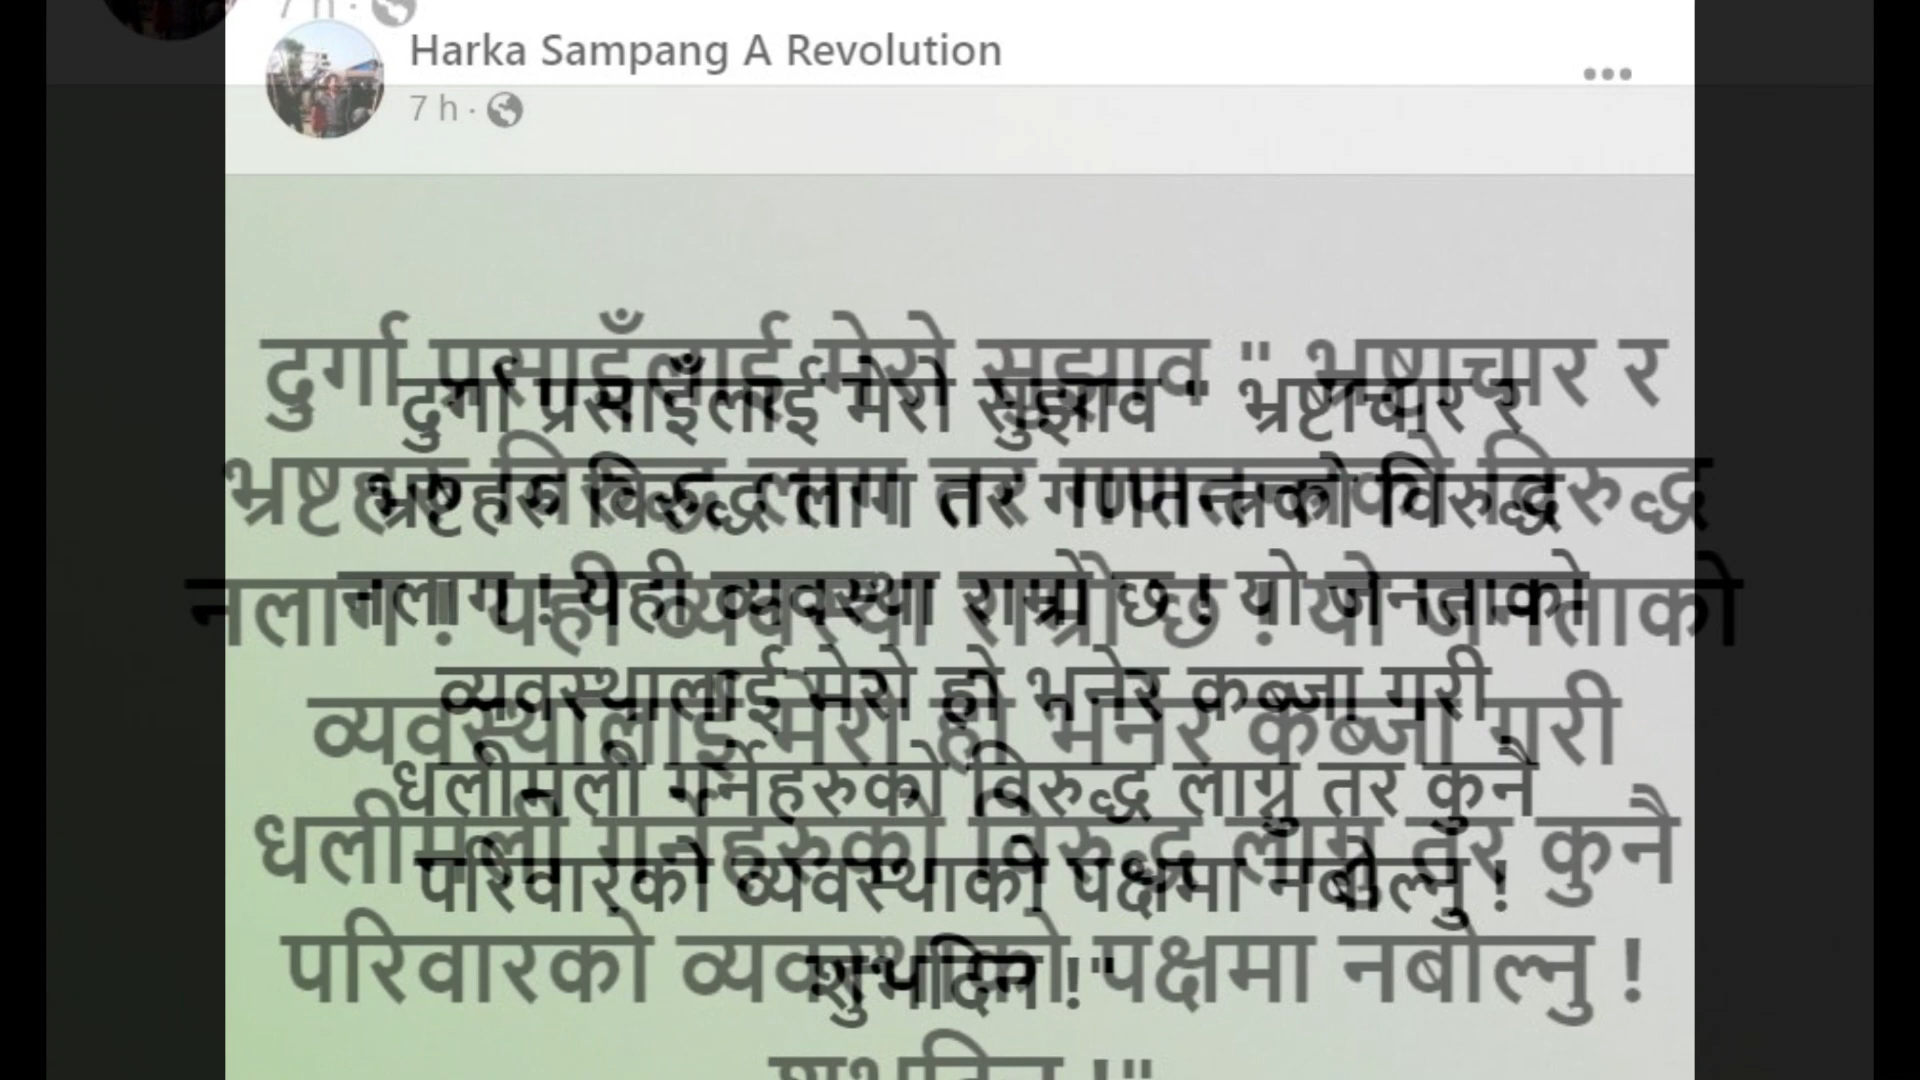 Harka Sampang A Revolution
7 h ·
दुर्गा प्रसाइँलाई मेरो सुझाव " भ्रष्टाचार र
भ्रष्टहरु विरुद्ध लाग तर गणतन्त्रको विरुद्ध
नलाग ! यही व्यवस्था राम्रो छ ! यो जनताको
व्यवस्थालाई मेरो हो भनेर कब्जा गरी
धलीमली गर्नेहरुको विरुद्ध लाग्नु तर कुनै
परिवारको व्यवस्थाको पक्षमा नबोल्नु !
शुभदिन !"